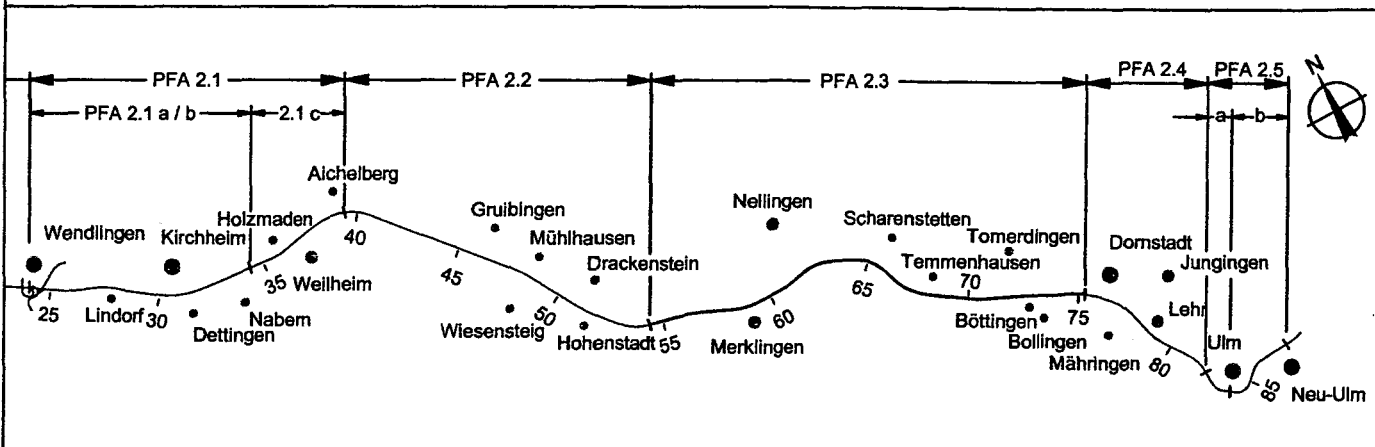 PFA 2.1
PFA 2.2
PFA 2.3
PFA 2.4
PFA 2.5
N
PFA 2.1 a / b
2.1 c
a
b
Aichelberg
Holzmaden
Wendlingen
Kirchheim
40
Gruibingen
Mühlhausen
Drackenstein
Nellingen
Scharenstetten
Tomerdingen
Dornstadt
Jungingen
Temmenhausen
35
Weilheim
45
65
70
25
Lindorf
30
Dettingen
Nabern
Wiesensteig
50
Hohenstadt
55
Merklingen
60
Böttingen
75
Bollingen
Mähringen
Lehr
80
Ulm
85
Neu-Ulm